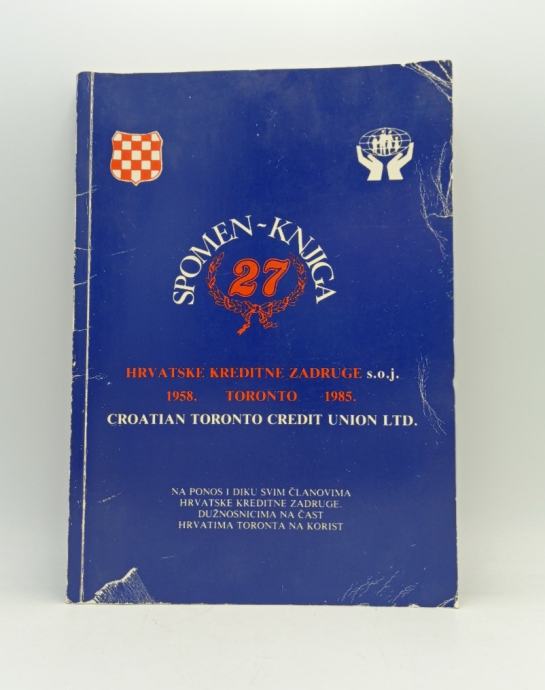 SPOMEN-KNJIGA
27
HRVATSKE KREDITNE ZADRUGE s.o.j.
1958. TORONTO 1985.
CROATIAN TORONTO CREDIT UNION LTD.
NA PONOS I DIKU SVIM ČLANOVIMA
HRVATSKE KREDITNE ZADRUGE.
DUŽNOSNICIMA NA ČAST
HRVATIMA TORONTA NA KORIST